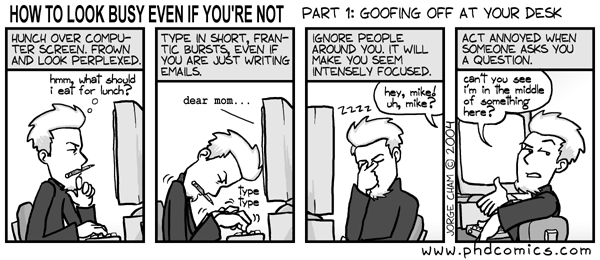 HOW TO LOOK BUSY EVEN IF YOU'RE NOT
PART 1: GOOFING OFF AT YOUR DESK
HUNCH OVER COMPU-
TER SCREEN. FROWN
AND LOOK PERPLEXED.
hmm, what should
i eat for lunch?
TYPE IN SHORT, FRAN-
TIC BURSTS, EVEN IF
YOU ARE JUST WRITING
EMAILS.
dear mom...
type
type
IGNORE PEOPLE
AROUND YOU. IT WILL
MAKE YOU SEEM
INTENSELY FOCUSED.
zzzz
hey, mike!
uh, mike?
JORGE CHAM © 2004
ACT ANNOYED WHEN
SOMEONE ASKS YOU
A QUESTION.
can't you see
i'm in the middle
of something
here?
www.phdcomics.com